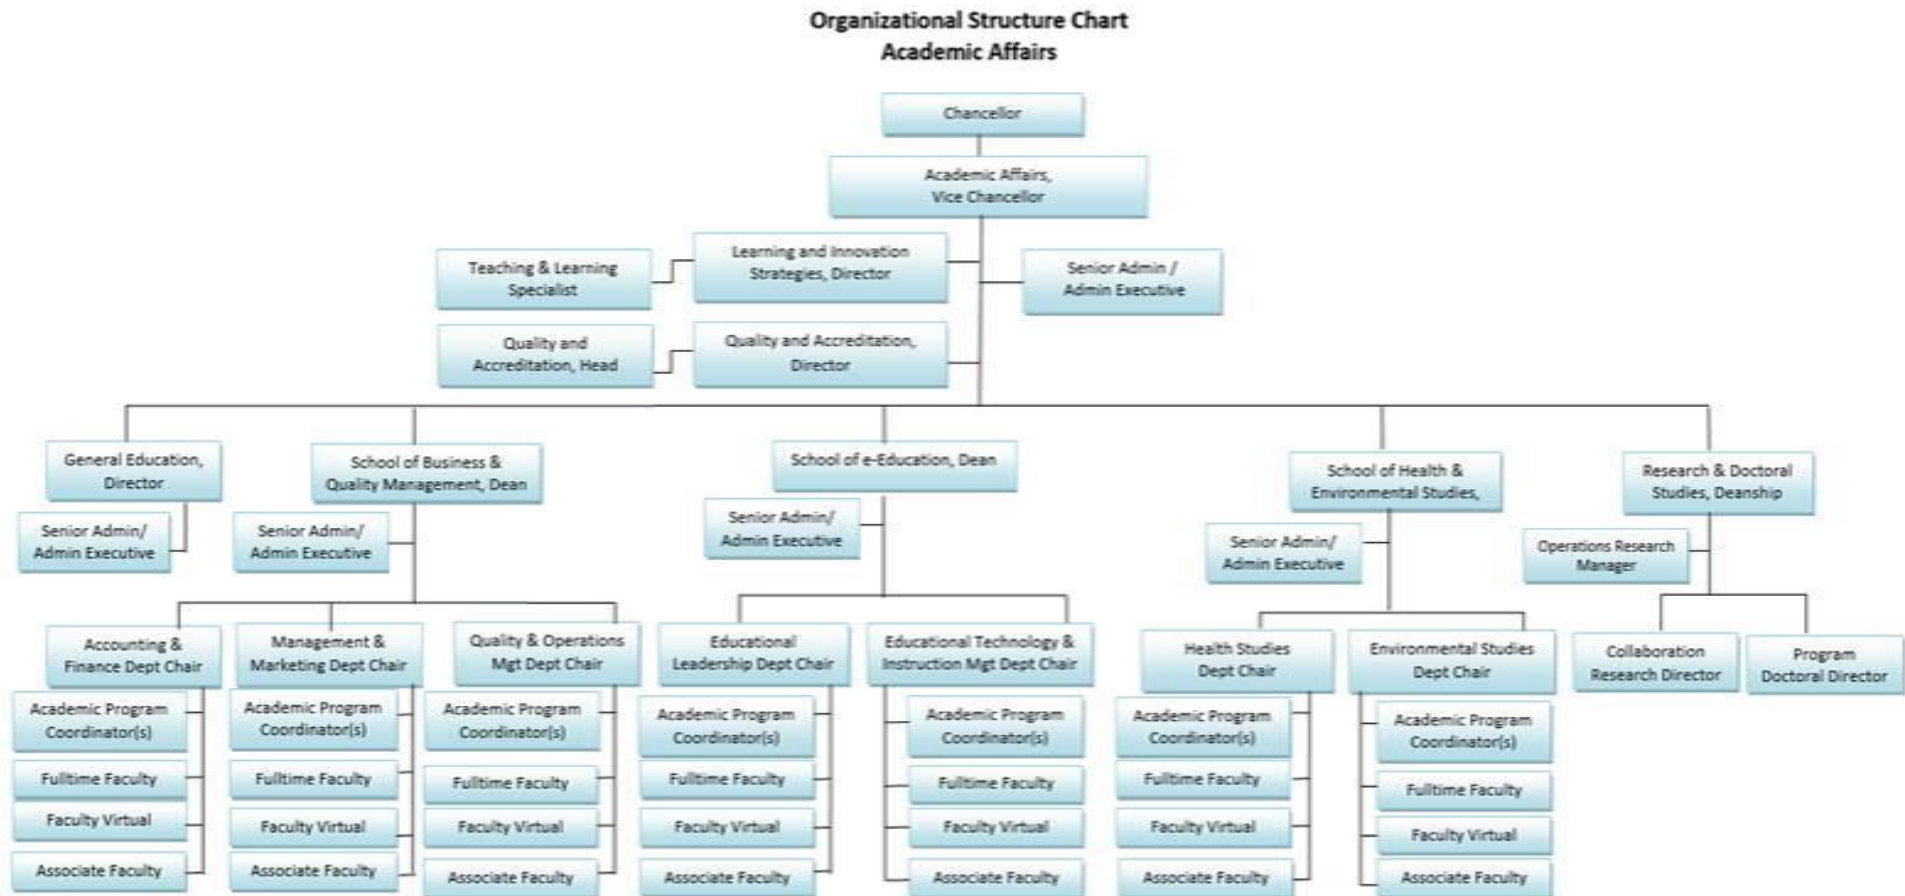 Organizational Structure Chart
Academic Affairs
Chancellor
Academic Affairs,
Vice Chancellor
Learning and Innovation
Strategies, Director
Teaching & Learning
Specialist
Senior Admin /
Admin Executive
Quality and Accreditation,
Director
Quality and
Accreditation, Head
General Education,
Director
School of Business &
Quality Management, Dean
School of e-Education, Dean
School of Health &
Environmental Studies,
Research & Doctoral
Studies, Deanship
Senior Admin/
Admin Executive
Senior Admin/
Admin Executive
Senior Admin/
Admin Executive
Senior Admin/
Admin Executive
Operations Research
Manager
Accounting &
Finance Dept Chair
Management &
Marketing Dept Chair
Quality & Operations
Mgt Dept Chair
Educational
Leadership Dept Chair
Educational Technology &
Instruction Mgt Dept Chair
Health Studies
Dept Chair
Environmental Studies
Dept Chair
Collaboration
Research Director
Program
Doctoral Director
Academic Program
Coordinator(s)
Academic Program
Coordinator(s)
Academic Program
Coordinator(s)
Academic Program
Coordinator(s)
Academic Program
Coordinator(s)
Academic Program
Coordinator(s)
Academic Program
Coordinator(s)
Fulltime Faculty
Fulltime Faculty
Fulltime Faculty
Fulltime Faculty
Fulltime Faculty
Fulltime Faculty
Fulltime Faculty
Faculty Virtual
Faculty Virtual
Faculty Virtual
Faculty Virtual
Faculty Virtual
Faculty Virtual
Faculty Virtual
Associate Faculty
Associate Faculty
Associate Faculty
Associate Faculty
Associate Faculty
Associate Faculty
Associate Faculty